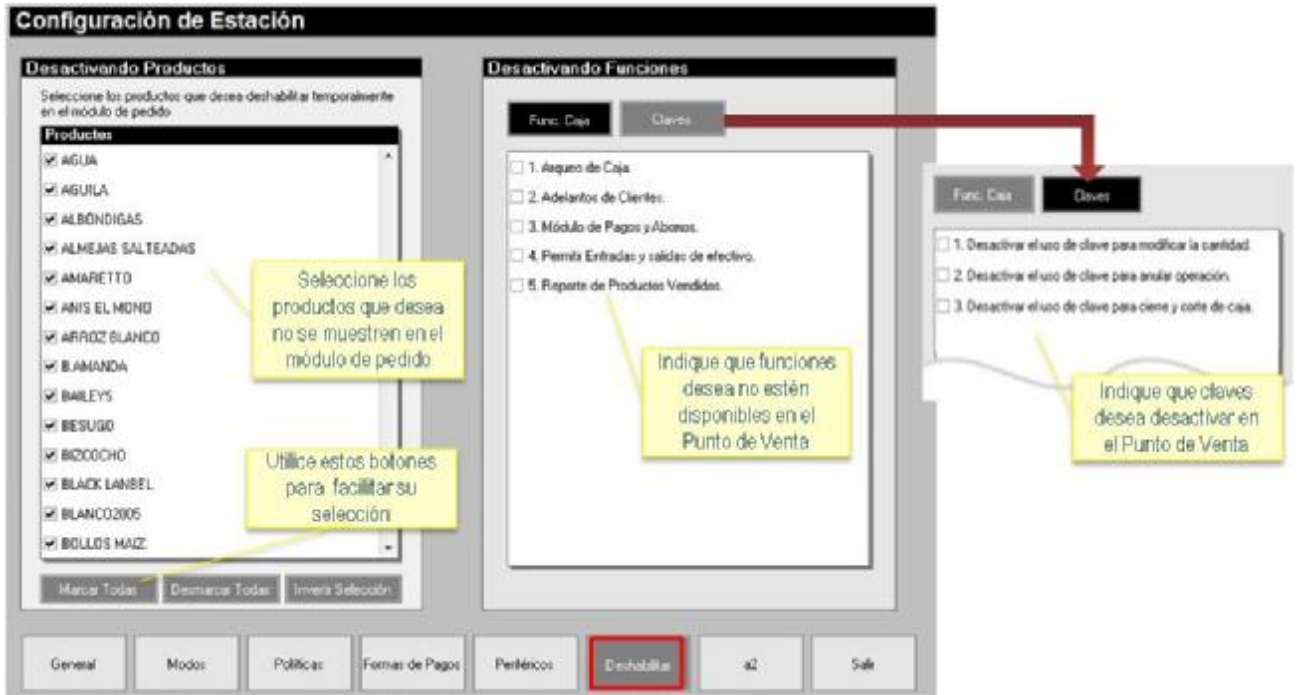 Configuración de Estación
Desactivando Productos
Seleccione los productos que desea deshabilitar temporalmente
en el módulo de pedido
Productos
AGUA
AGUILA
ALBÓNDIGAS
ALMEJAS SALTEADAS
AMARETTO
ANIS EL MONO
ARROZ BLANCO
B.AMANDA
BAILEYS
BESUGO
BIZCOCHO
BLACK LANBEL
BLANCO2005
BOLLOS MAIZ
Marcar Todas
Desmarcar Todas
Invertir Selección
Seleccione los
productos que desea
no se muestren en el
módulo de pedido
Utilice estos botones
para facilitar su
selección
Desactivando Funciones
Func. Caja
Claves
1. Arqueo de Caja.
2. Adelantos de Clientes.
3. Módulo de Pagos y Abonos.
4. Permitir Entradas y salidas de efectivo.
5. Reporte de Productos Vendidos.
Indique que funciones
desea no estén
disponibles en el
Punto de Venta
Func. Caja
Claves
1. Desactivar el uso de clave para modificar la cantidad.
2. Desactivar el uso de clave para anular operación.
3. Desactivar el uso de clave para cierre y corte de caja.
Indique que claves
desea desactivar en
el Punto de Venta
General
Modos
Políticas
Formas de Pagos
Periféricos
Deshabilitar
a2
Salir